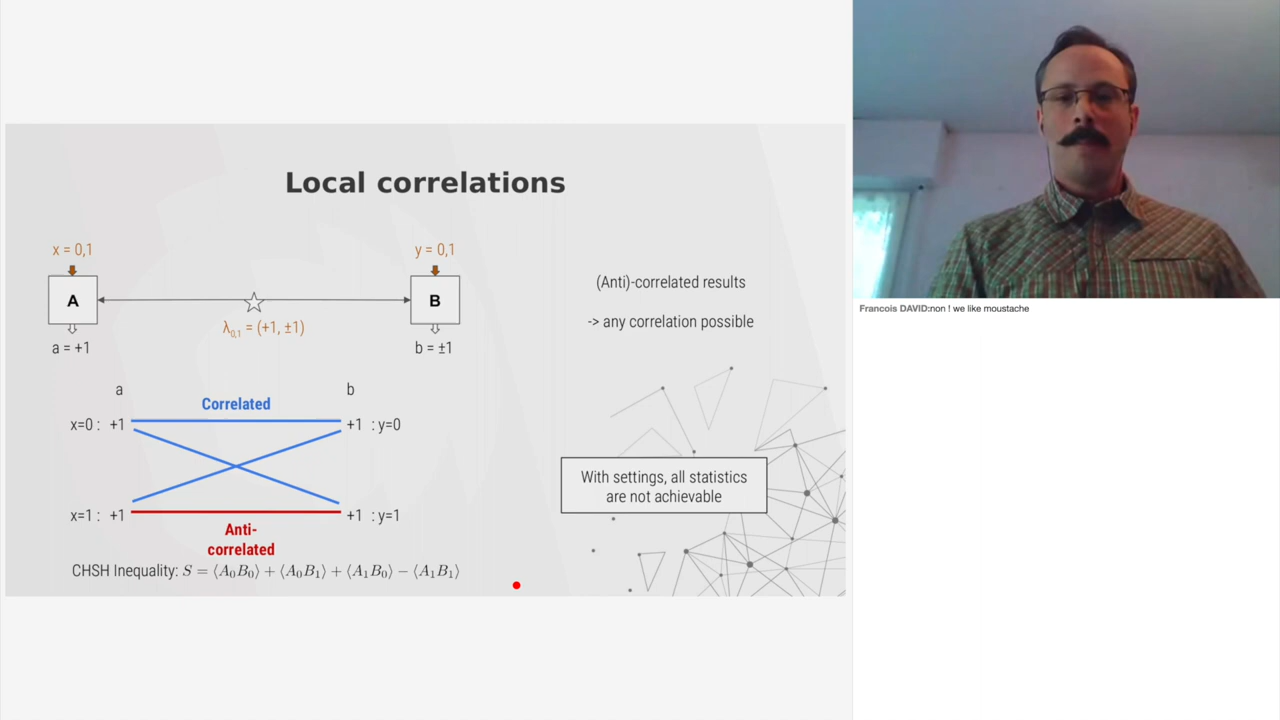 Local correlations
x = 0,1
y = 0,1
A
B
λ0,1 = (+1, ±1)
a = +1
b = ±1
(Anti)-correlated results
-> any correlation possible
a
b
Correlated
x=0 : +1
+1 : y=0
x=1 : +1
+1 : y=1
Anti-
correlated
With settings, all statistics
are not achievable
CHSH Inequality: S = ⟨A₀B₀⟩ + ⟨A₀B₁⟩ + ⟨A₁B₀⟩ − ⟨A₁B₁⟩
Francois DAVID:non ! we like moustache